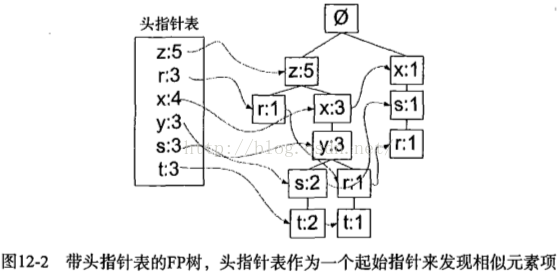 头指针表
Ø
z:5
r:3
x:4
y:3
s:3
t:3
z:5
x:1
r:1
x:3
s:1
y:3
r:1
s:2
r:1
t:2
t:1
http://blog.csdn.net
图12-2 带头指针表的FP树，头指针表作为一个起始指针来发现相似元素项